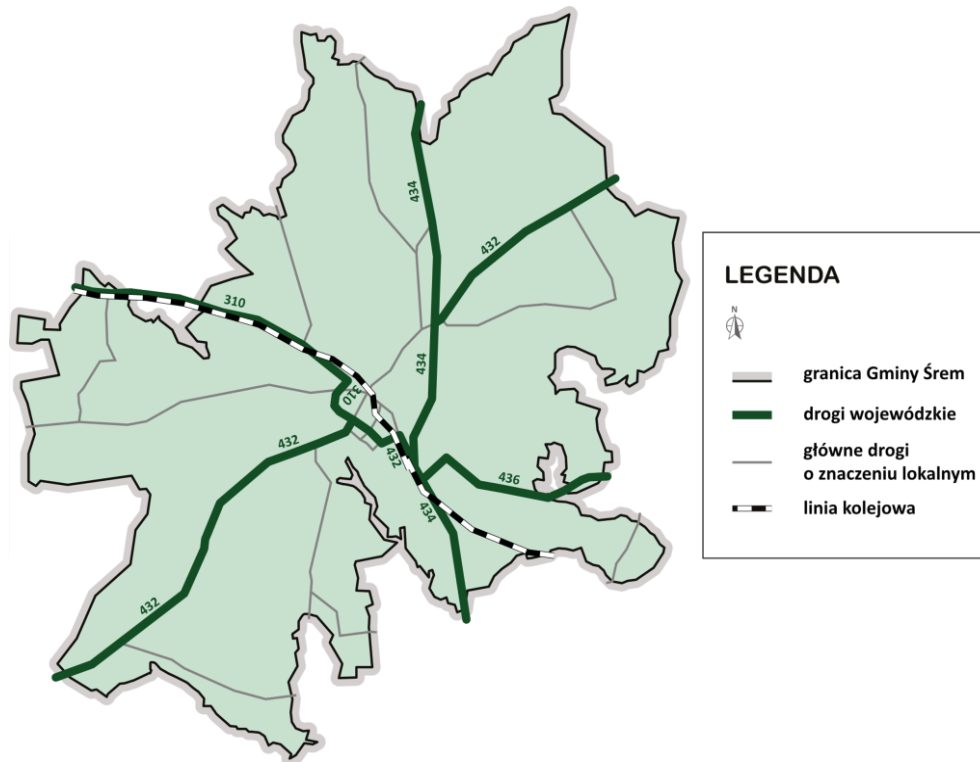 434
432
310
434
310
432
432
436
434
432
LEGENDA
N
granica Gminy Śrem
drogi wojewódzkie
główne drogi
o znaczeniu lokalnym
linia kolejowa